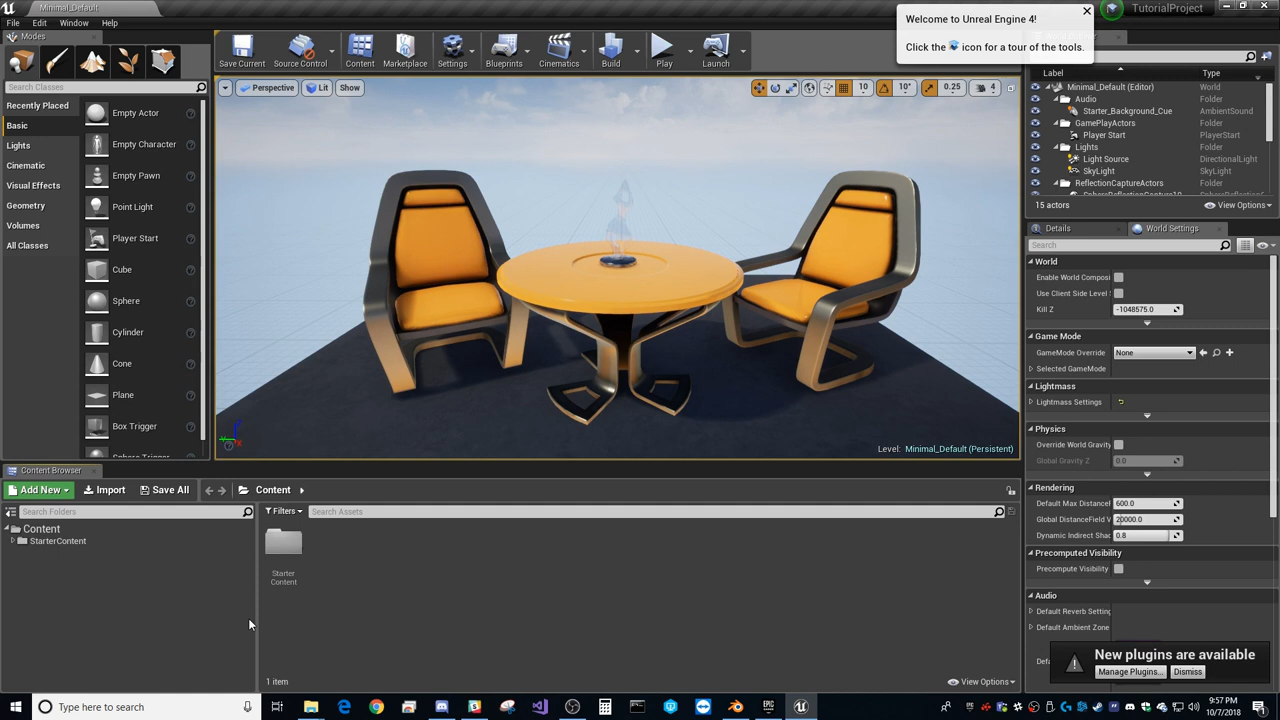 Minimal_Default
TutorialProject
File Edit Window Help
Welcome to Unreal Engine 4!
Click the icon for a tour of the tools.
Modes
Search Classes
Recently Placed
Basic
Lights
Cinematic
Visual Effects
Geometry
Volumes
All Classes
Empty Actor
Empty Character
Empty Pawn
Point Light
Player Start
Cube
Sphere
Cylinder
Cone
Plane
Box Trigger
Save Current
Source Control
Content
Marketplace
Settings
Blueprints
Cinematics
Build
Play
Launch
Perspective
Lit
Show
10
10°
0.25
4
Level: Minimal_Default (Persistent)
Label Type
Minimal_Default (Editor) World
Audio Folder
Starter_Background_Cue AmbientSound
GamePlayActors Folder
Player Start PlayerStart
Lights Folder
Light Source DirectionalLight
SkyLight SkyLight
ReflectionCaptureActors Folder
15 actors
View Options
Details
World Settings
Search
World
Enable World Composi
Use Client Side Level
Kill Z -1048575.0
Game Mode
GameMode Override None
Selected GameMode
Lightmass
Lightmass Settings
Physics
Override World Gravity
Global Gravity Z 0.0
Rendering
Default Max Distance 600.0
Global DistanceField V 20000.0
Dynamic Indirect Shac 0.8
Precomputed Visibility
Precompute Visibility
Audio
Default Reverb Setting
Default Ambient Zone
New plugins are available
Manage Plugins...
Dismiss
Content Browser
Add New
Import
Save All
Content
Search Folders
Filters
Search Assets
Content
StarterContent
Starter
Content
1 item
View Options
Type here to search
9:57 PM
10/7/2018